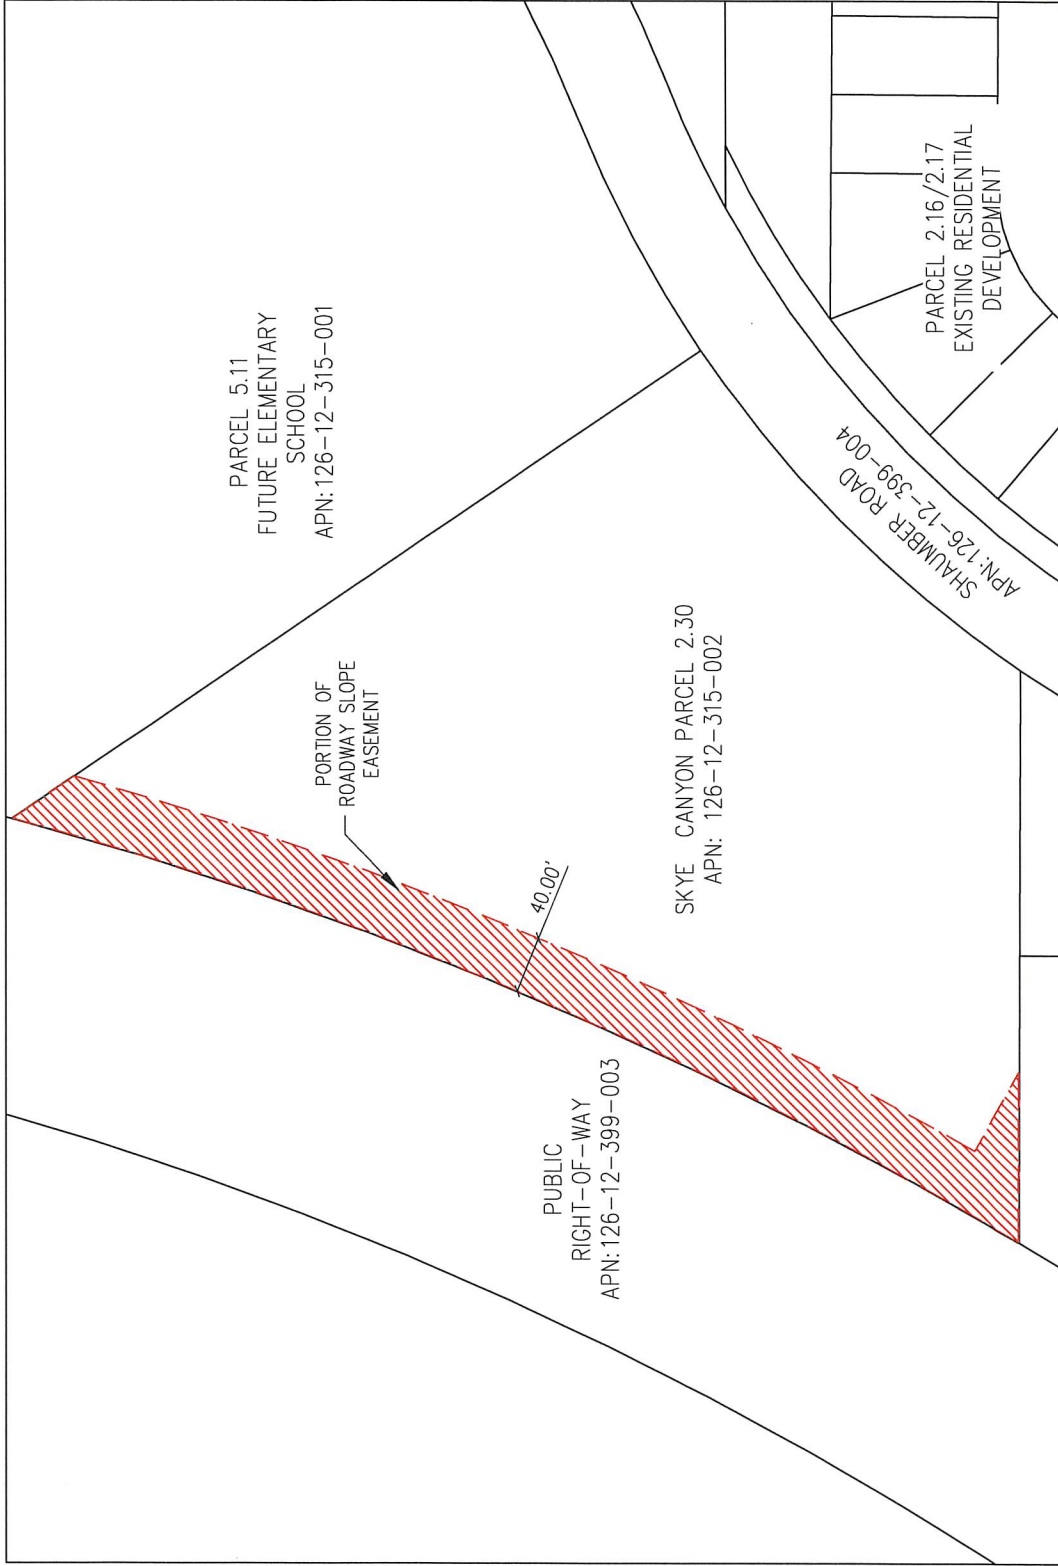 PARCEL 5.11
FUTURE ELEMENTARY
SCHOOL
APN:126-12-315-001
PORTION OF
ROADWAY SLOPE
EASEMENT
40.00'
PUBLIC
RIGHT-OF-WAY
APN:126-12-399-003
SKYE CANYON PARCEL 2.30
APN: 126-12-315-002
SHAUMBER ROAD
APN:126-12-399-004
PARCEL 2.16/2.17
EXISTING RESIDENTIAL
DEVELOPMENT